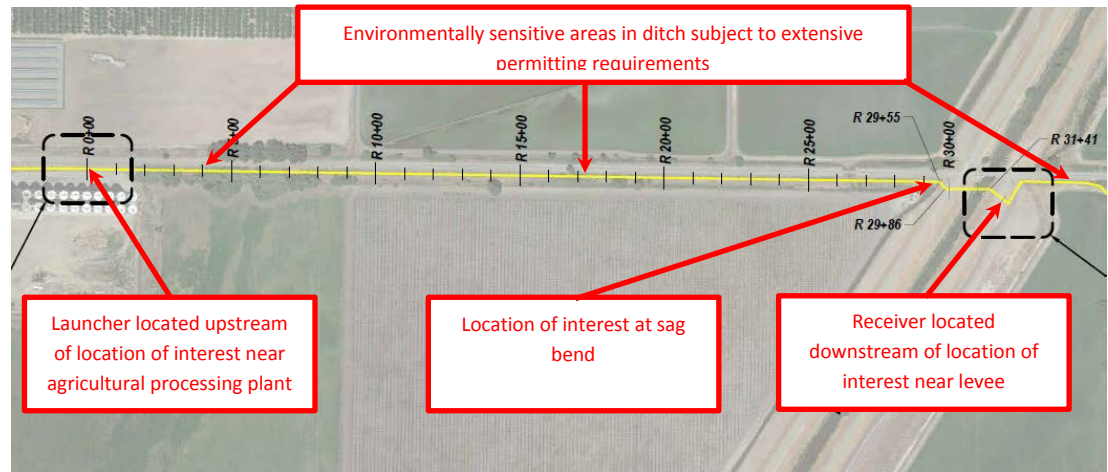 Environmentally sensitive areas in ditch subject to extensive
permitting requirements
R 0+00
R 10+00
R 15+00
R 20+00
R 25+00
R 29+55
R 30+00
R 31+41
R 29+86
Launcher located upstream
of location of interest near
agricultural processing plant
Location of interest at sag
bend
Receiver located
downstream of location of
interest near levee